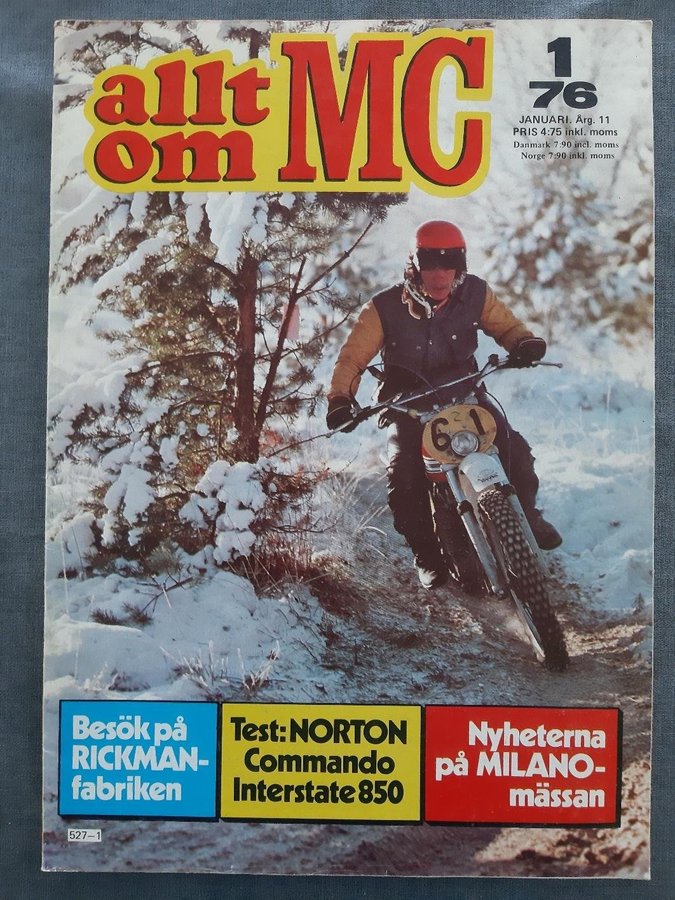 allt
om MC
1
76
JANUARI. Årg. 11
PRIS 4:75 inkl. moms
Danmark 7:90 incl. moms
Norge 7:90 inkl. moms
621
Besök på
RICKMAN-
fabriken
Test: NORTON
Commando
Interstate 850
Nyheterna
på MILANO-
mässan
527-1